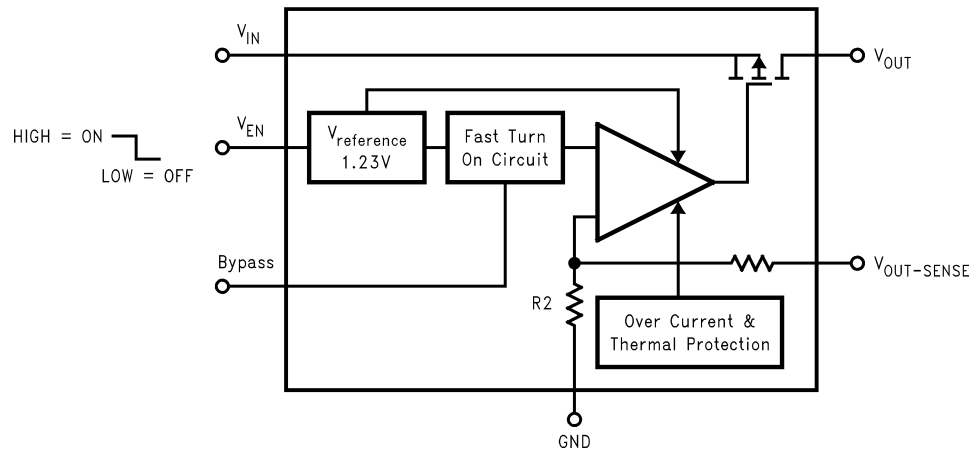 V_IN
V_OUT
HIGH = ON
LOW = OFF
V_EN
V_reference
1.23V
Fast Turn
On Circuit
Bypass
V_OUT-SENSE
R2
Over Current &
Thermal Protection
GND